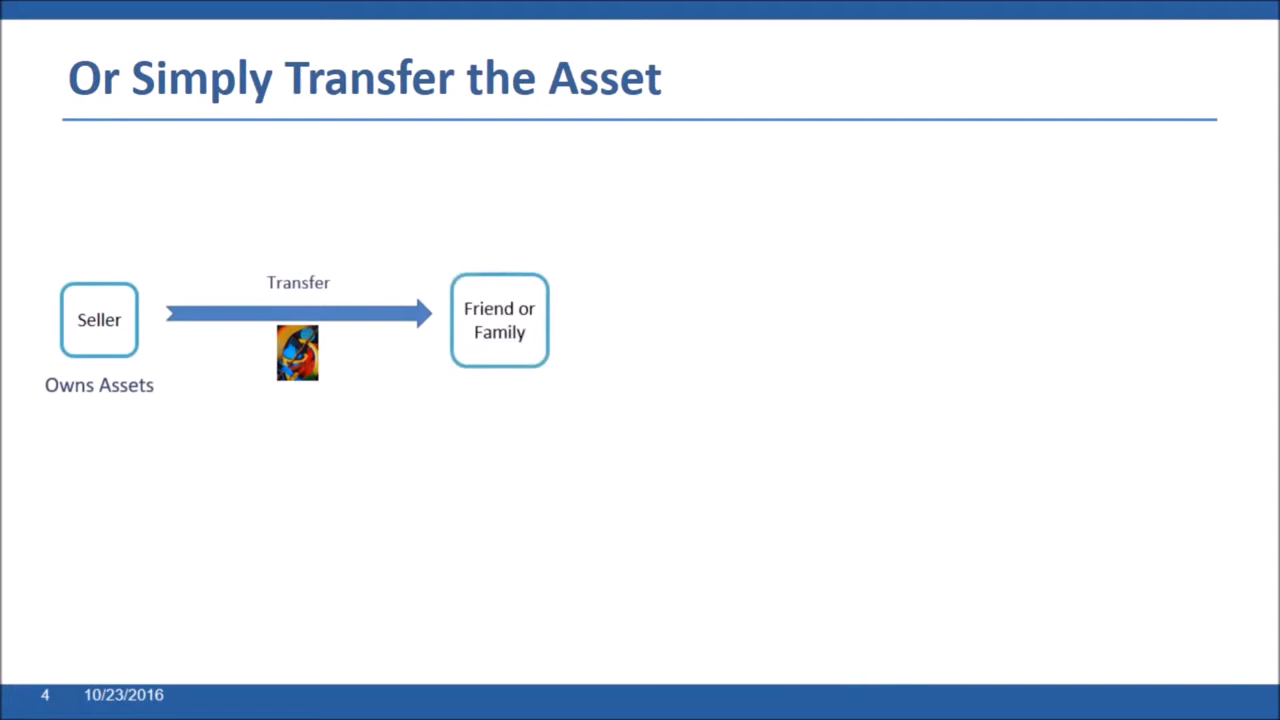 Or Simply Transfer the Asset
Transfer
Seller
Friend or
Family
Owns Assets
4 10/23/2016